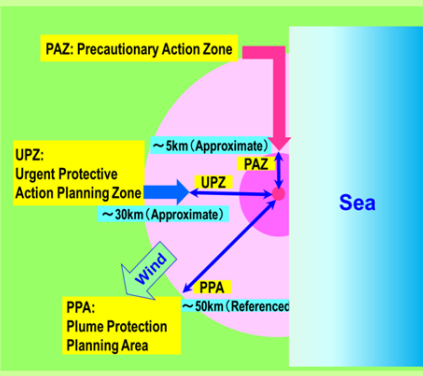 PAZ: Precautionary Action Zone
～5km（Approximate）
PAZ
UPZ:
Urgent Protective
Action Planning Zone
UPZ
～30km（Approximate）
Sea
Wind
PPA
～50km（Referenced
PPA:
Plume Protection
Planning Area